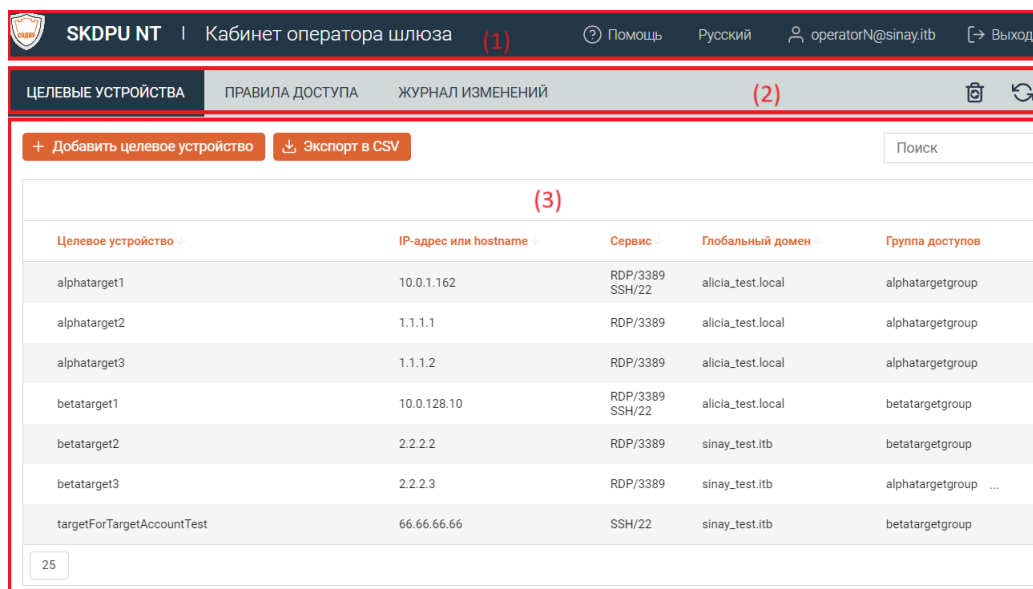 СКДПУ SKDPU NT | Кабинет оператора шлюза (1) Помощь Русский operatorN@sinay.itb Выход
ЦЕЛЕВЫЕ УСТРОЙСТВА ПРАВИЛА ДОСТУПА ЖУРНАЛ ИЗМЕНЕНИЙ (2)
+ Добавить целевое устройство Экспорт в CSV Поиск
(3)
Целевое устройство IP-адрес или hostname Сервис Глобальный домен Группа доступов
alphatarget1 10.0.1.162 RDP/3389 alicia_test.local alphatargetgroup
SSH/22
alphatarget2 1.1.1.1 RDP/3389 alicia_test.local alphatargetgroup
alphatarget3 1.1.1.2 RDP/3389 alicia_test.local alphatargetgroup
betatarget1 10.0.128.10 RDP/3389 alicia_test.local betatargetgroup
SSH/22
betatarget2 2.2.2.2 RDP/3389 sinay_test.itb betatargetgroup
betatarget3 2.2.2.3 RDP/3389 sinay_test.itb alphatargetgroup ...
targetForTargetAccountTest 66.66.66.66 SSH/22 sinay_test.itb betatargetgroup
25